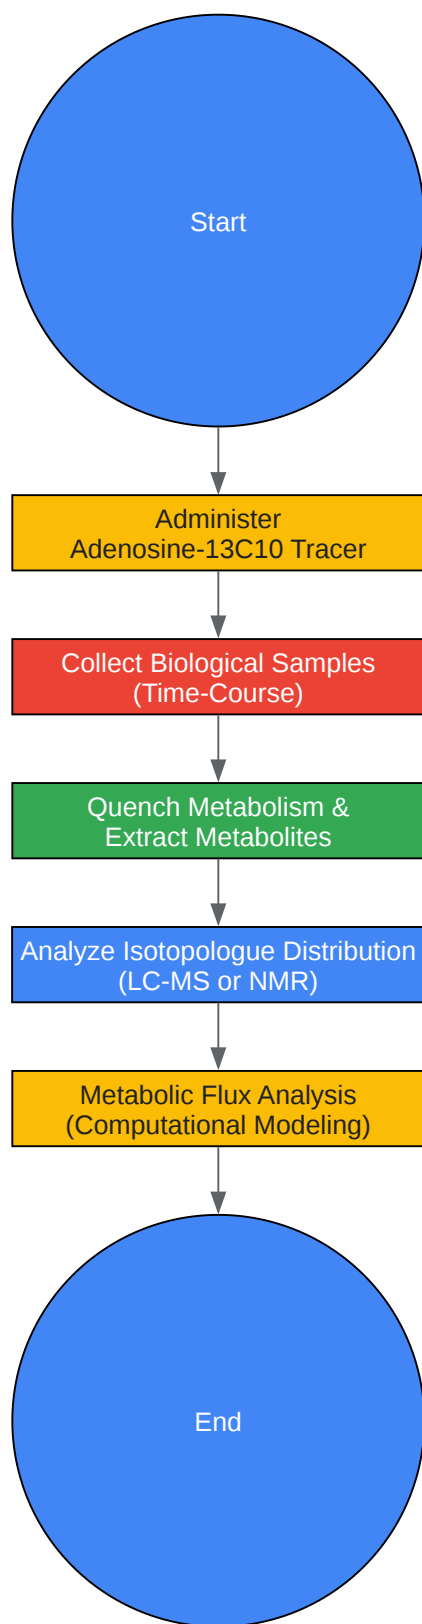 Start
Administer
Adenosine-13C10 Tracer
Collect Biological Samples
(Time-Course)
Quench Metabolism &
Extract Metabolites
Analyze Isotopologue Distribution
(LC-MS or NMR)
Metabolic Flux Analysis
(Computational Modeling)
End